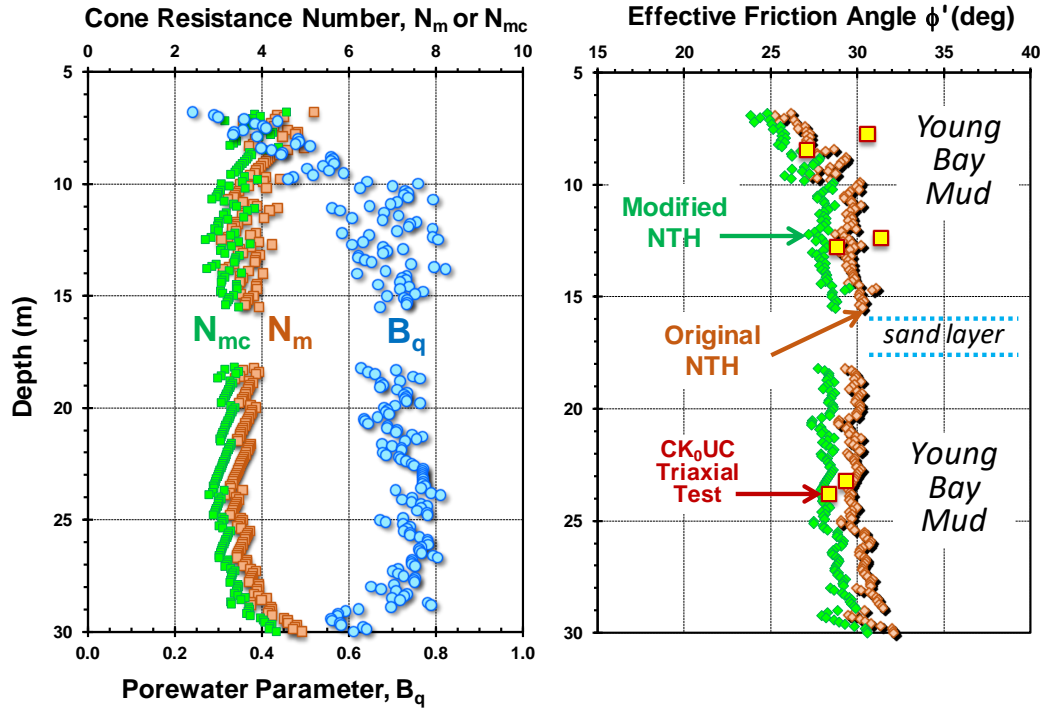 Cone Resistance Number, Nm or Nmc
0 2 4 6 8 10
5
10
15
20
25
30
Depth (m)
Nmc Nm Bq
0.0 0.2 0.4 0.6 0.8 1.0
Porewater Parameter, Bq
Effective Friction Angle ϕ' (deg)
15 20 25 30 35 40
5
10
15
20
25
30
Young
Bay
Mud
Modified
NTH
Original
NTH
sand layer
CK₀UC
Triaxial
Test
Young
Bay
Mud